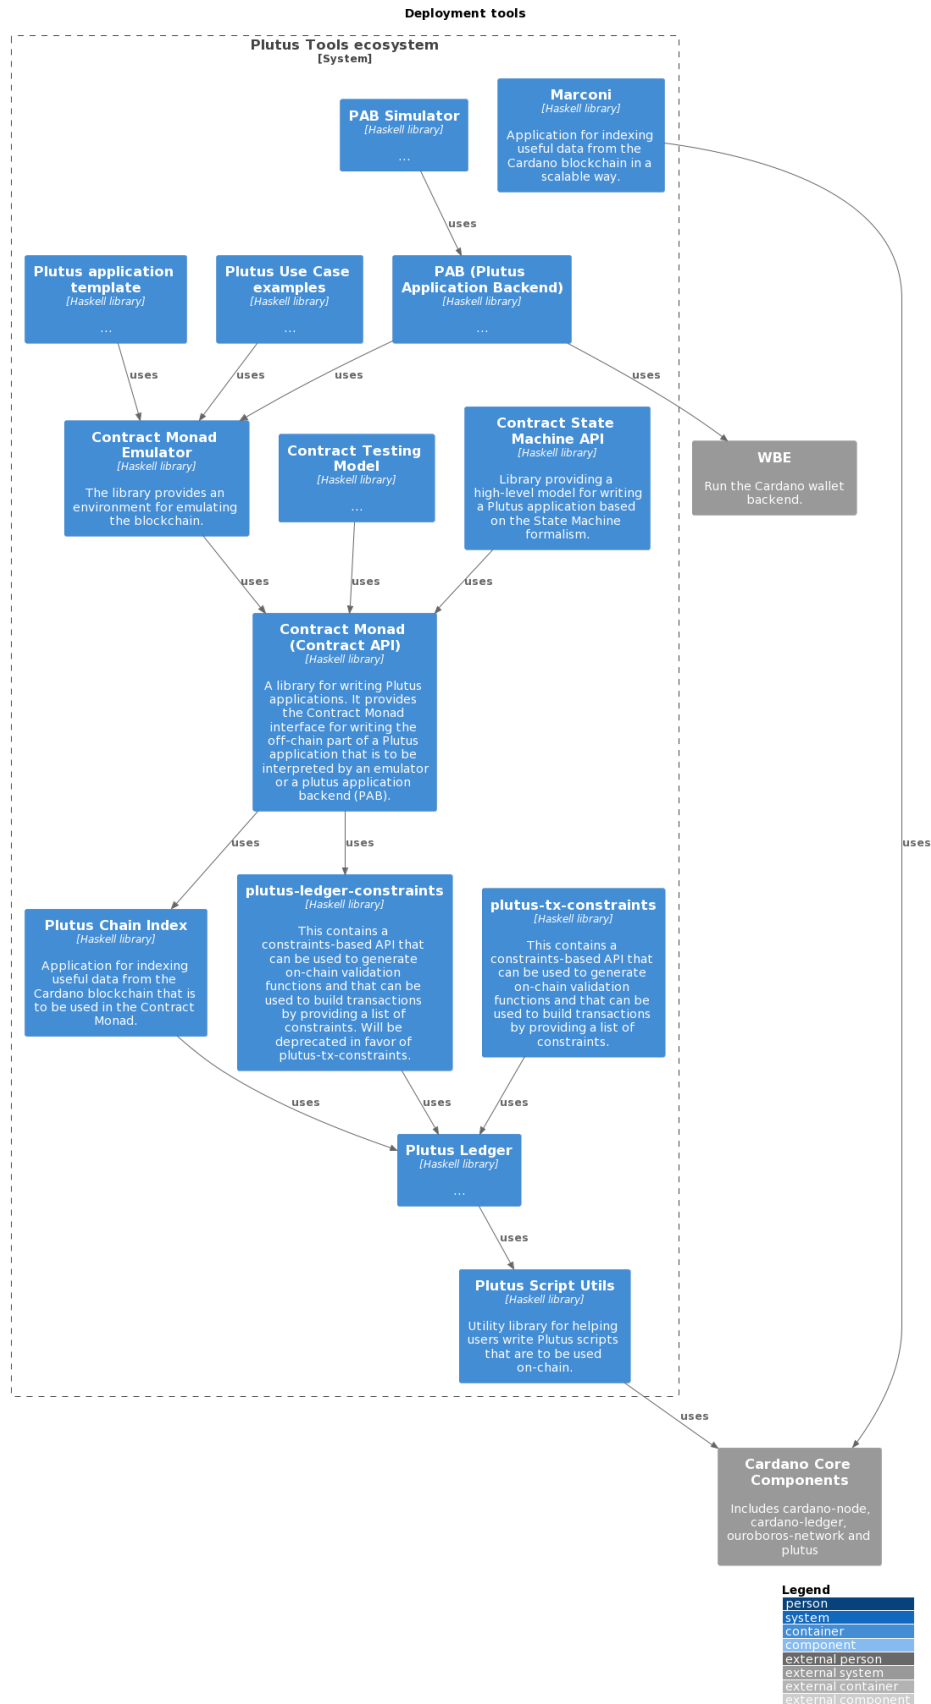 Deployment tools
Plutus Tools ecosystem
[System]
Marconi
[Haskell library]
Application for indexing
useful data from the
Cardano blockchain in a
scalable way.
PAB Simulator
[Haskell library]
...
uses
Plutus application
template
[Haskell library]
...
Plutus Use Case
examples
[Haskell library]
...
PAB (Plutus
Application Backend)
[Haskell library]
...
uses
uses
uses
uses
Contract Monad
Emulator
[Haskell library]
The library provides an
environment for emulating
the blockchain.
Contract Testing
Model
[Haskell library]
...
Contract State
Machine API
[Haskell library]
Library providing a
high-level model for writing
a Plutus application based
on the State Machine
formalism.
WBE
Run the Cardano wallet
backend.
uses
uses
uses
Contract Monad
(Contract API)
[Haskell library]
A library for writing Plutus
applications. It provides
the Contract Monad
interface for writing the
off-chain part of a Plutus
application that is to be
interpreted by an emulator
or a plutus application
backend (PAB).
uses
uses
uses
Plutus Chain Index
[Haskell library]
Application for indexing
useful data from the
Cardano blockchain that is
to be used in the Contract
Monad.
plutus-ledger-constraints
[Haskell library]
This contains a
constraints-based API that
can be used to generate
on-chain validation
functions and that can be
used to build transactions
by providing a list of
constraints. Will be
deprecated in favor of
plutus-tx-constraints.
plutus-tx-constraints
[Haskell library]
This contains a
constraints-based API that
can be used to generate
on-chain validation
functions and that can be
used to build transactions
by providing a list of
constraints.
uses
uses
uses
Plutus Ledger
[Haskell library]
...
uses
Plutus Script Utils
[Haskell library]
Utility library for helping
users write Plutus scripts
that are to be used
on-chain.
uses
Cardano Core
Components
Includes cardano-node,
cardano-ledger,
ouroboros-network and
plutus
Legend
person
system
container
component
external person
external system
external container
external component